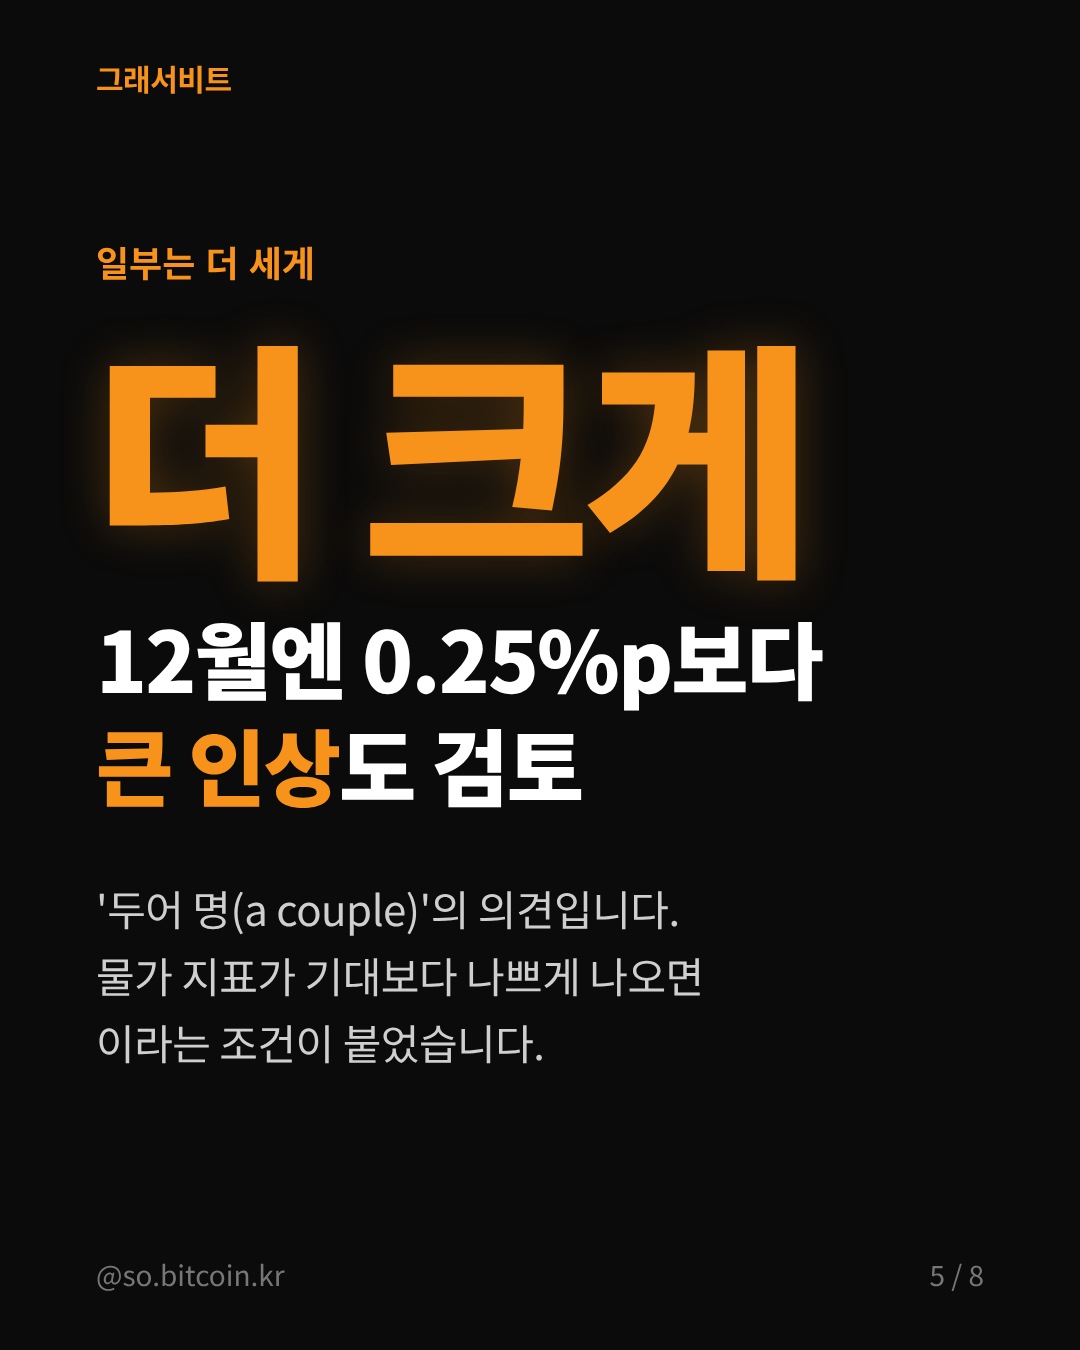 그래서비트
일부는 더 세게
더 크게
12월엔 0.25%p보다
큰 인상도 검토
'두어 명(a couple)'의 의견입니다.
물가 지표가 기대보다 나쁘게 나오면
이라는 조건이 붙었습니다.
@so.bitcoin.kr
5 / 8